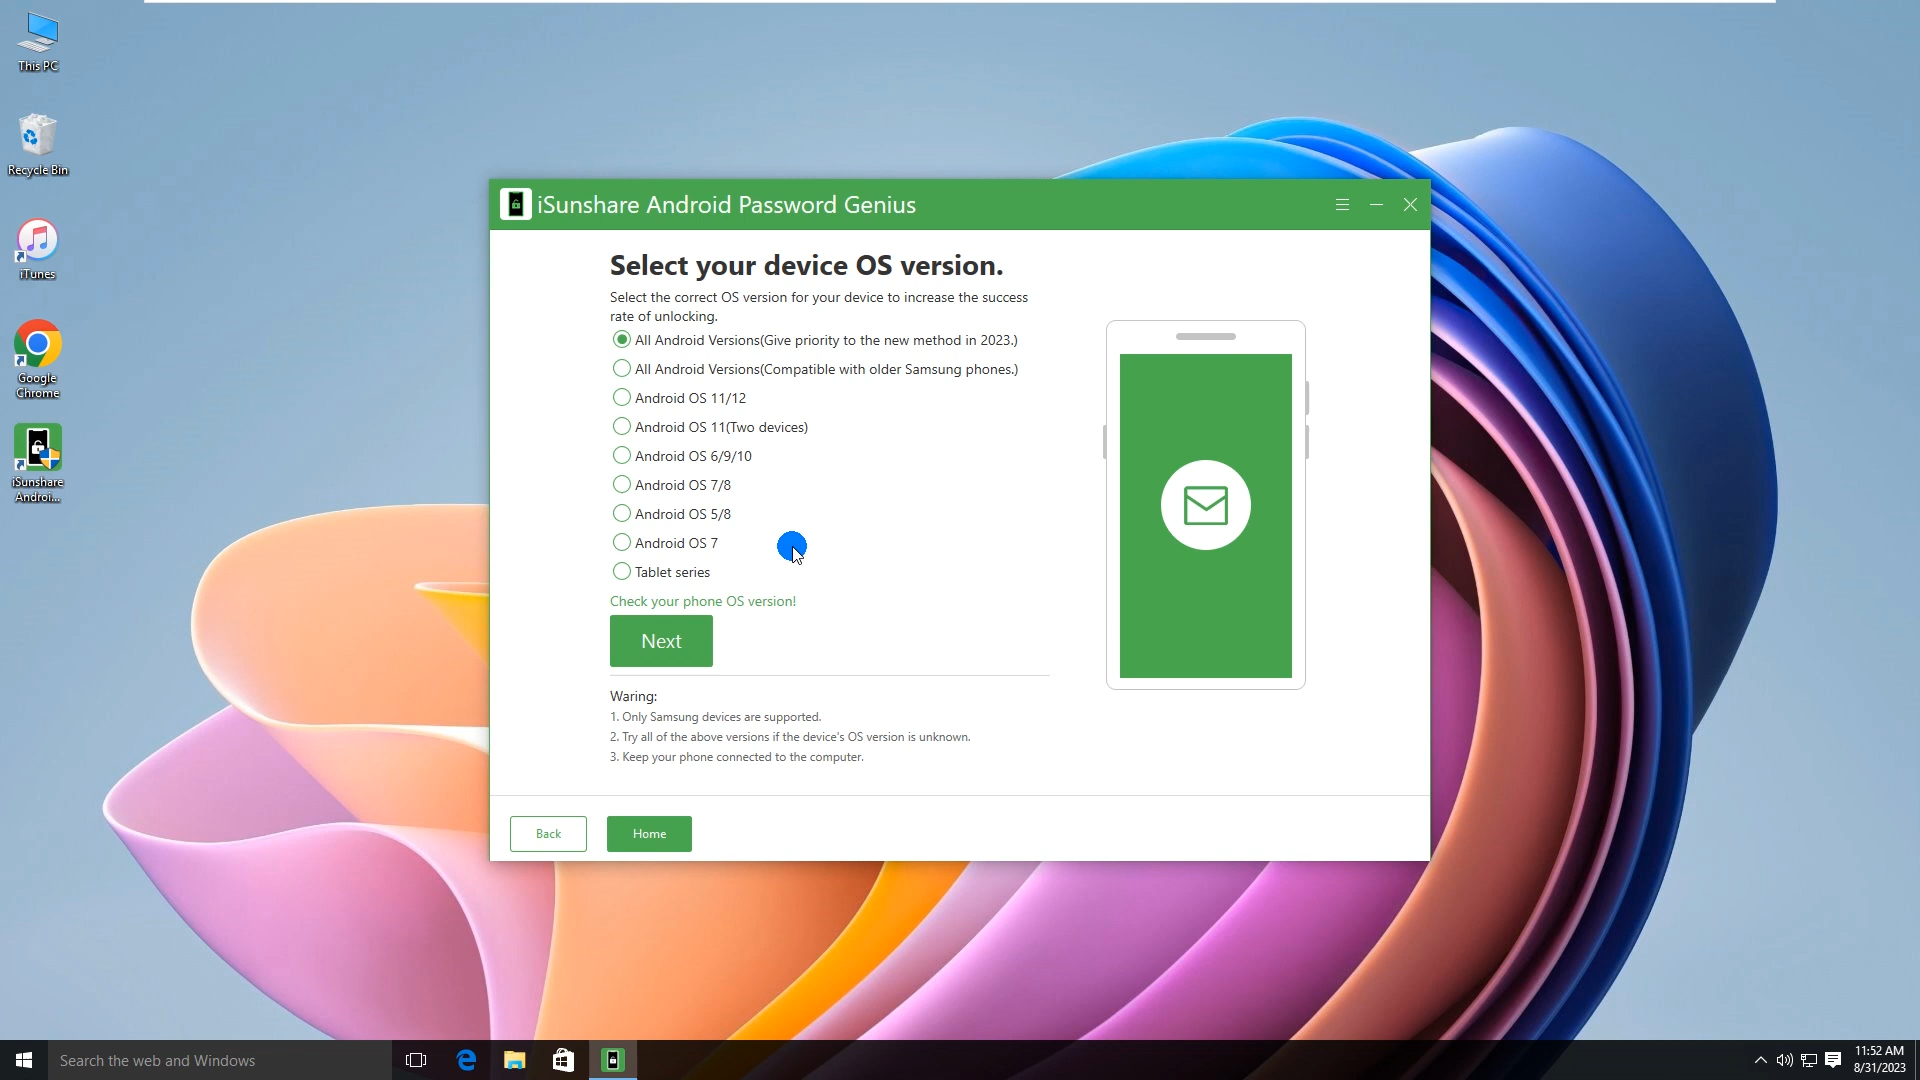 This PC
Recycle Bin
iTunes
Google
Chrome
iSunshare
Androi...
iSunshare Android Password Genius
Select your device OS version.
Select the correct OS version for your device to increase the success
rate of unlocking.
All Android Versions(Give priority to the new method in 2023.)
All Android Versions(Compatible with older Samsung phones.)
Android OS 11/12
Android OS 11(Two devices)
Android OS 6/9/10
Android OS 7/8
Android OS 5/8
Android OS 7
Tablet series
Check your phone OS version!
Next
Waring:
1. Only Samsung devices are supported.
2. Try all of the above versions if the device's OS version is unknown.
3. Keep your phone connected to the computer.
Back
Home
Search the web and Windows
11:52 AM
8/31/2023